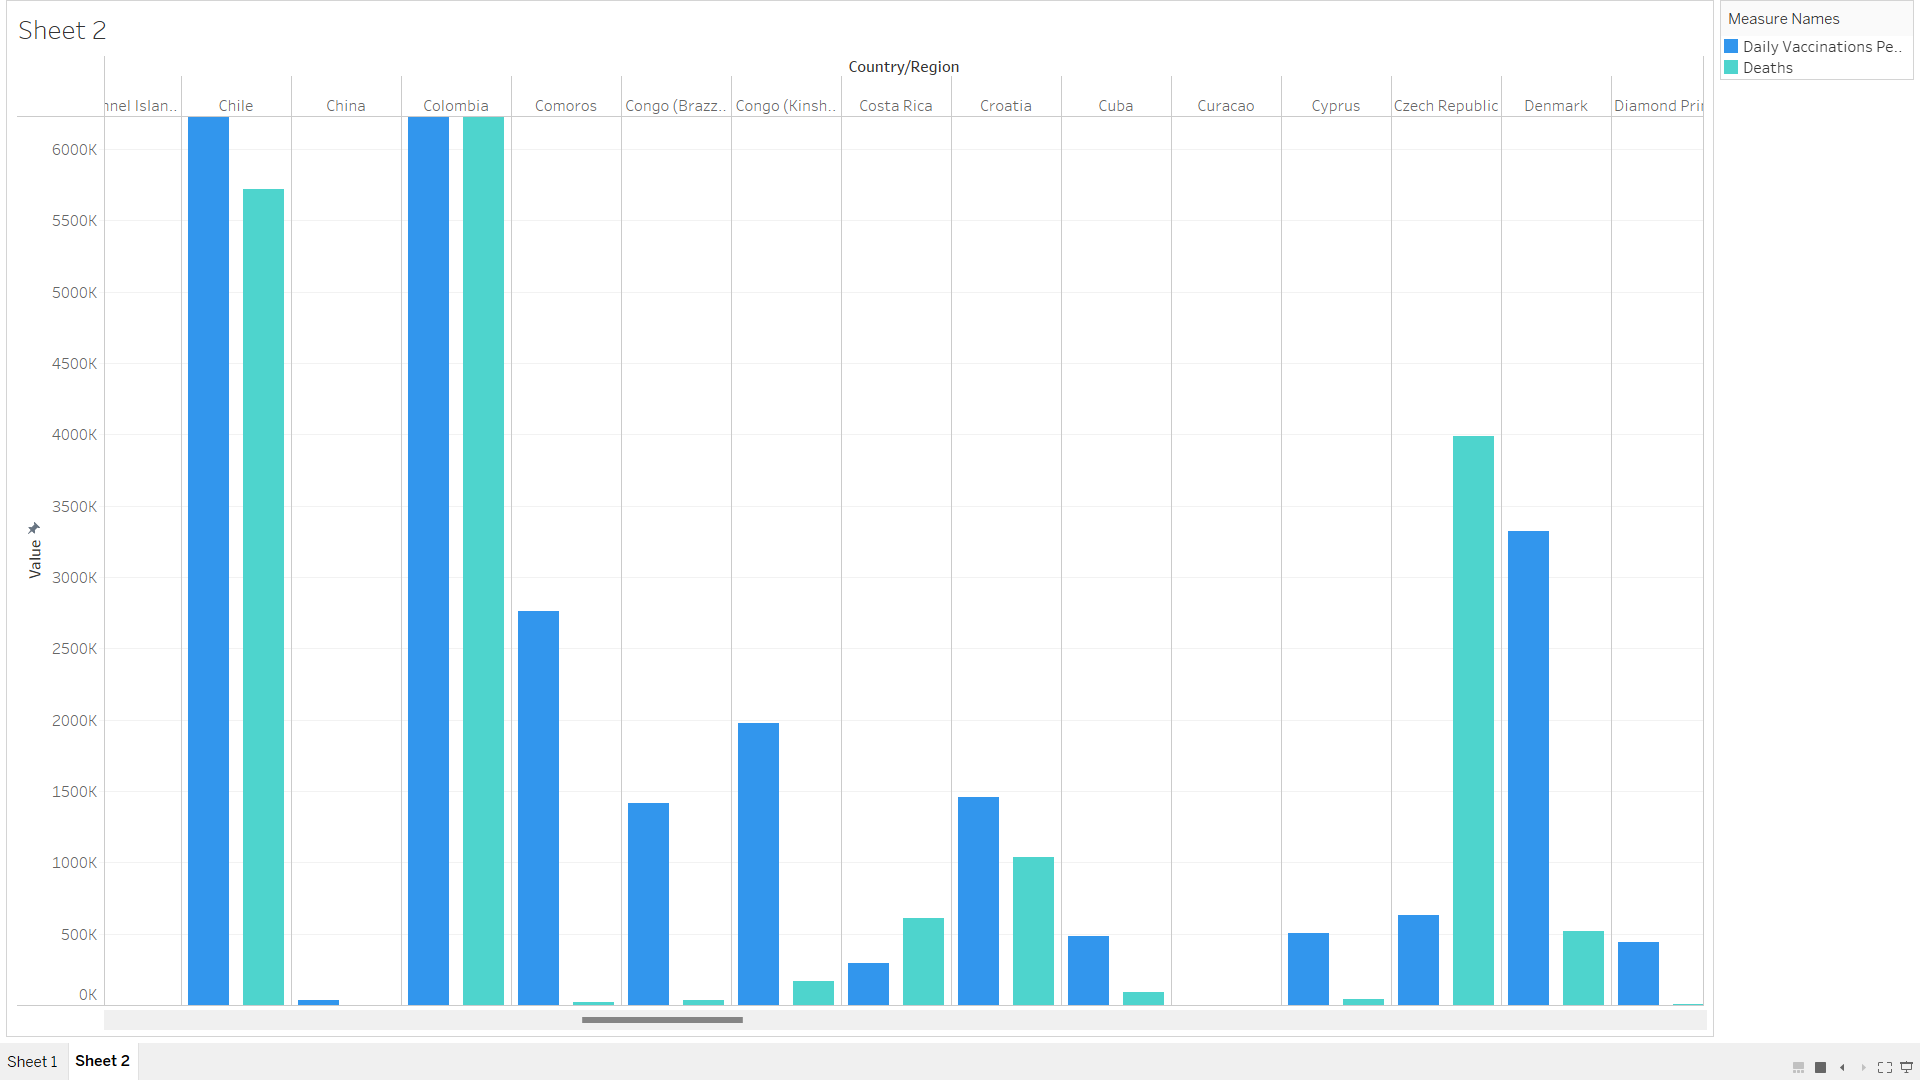 Sheet 2
Measure Names
Daily Vaccinations Pe..
Deaths
Country/Region
nnel Islan..
Chile
China
Colombia
Comoros
Congo (Brazz..
Congo (Kinsh..
Costa Rica
Croatia
Cuba
Curacao
Cyprus
Czech Republic
Denmark
Diamond Pri
6000K
5500K
5000K
4500K
4000K
3500K
3000K
2500K
2000K
1500K
1000K
500K
0K
Value
Sheet 1
Sheet 2